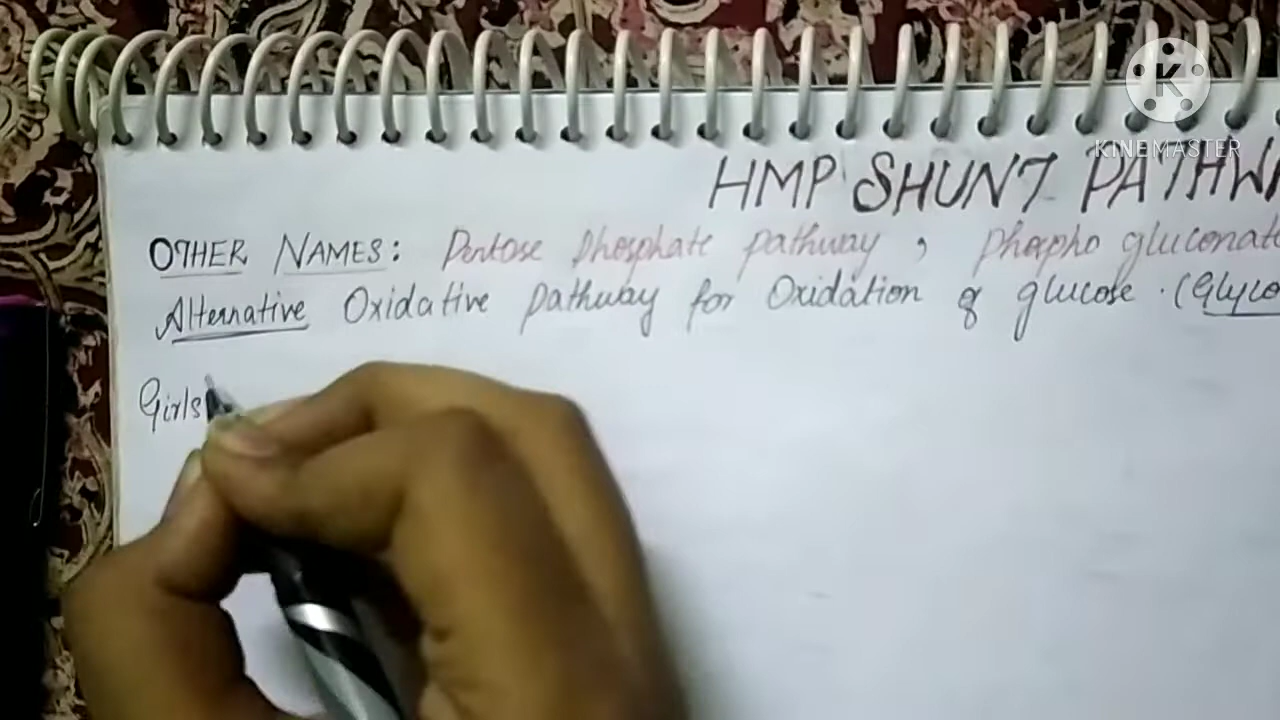 K
KINEMASTER
HMP SHUNT PATHWA
OTHER NAMES: Pentose Phosphate pathway, Phospho gluconate
Alternative Oxidative pathway for Oxidation of glucose. (Glyco
Girls